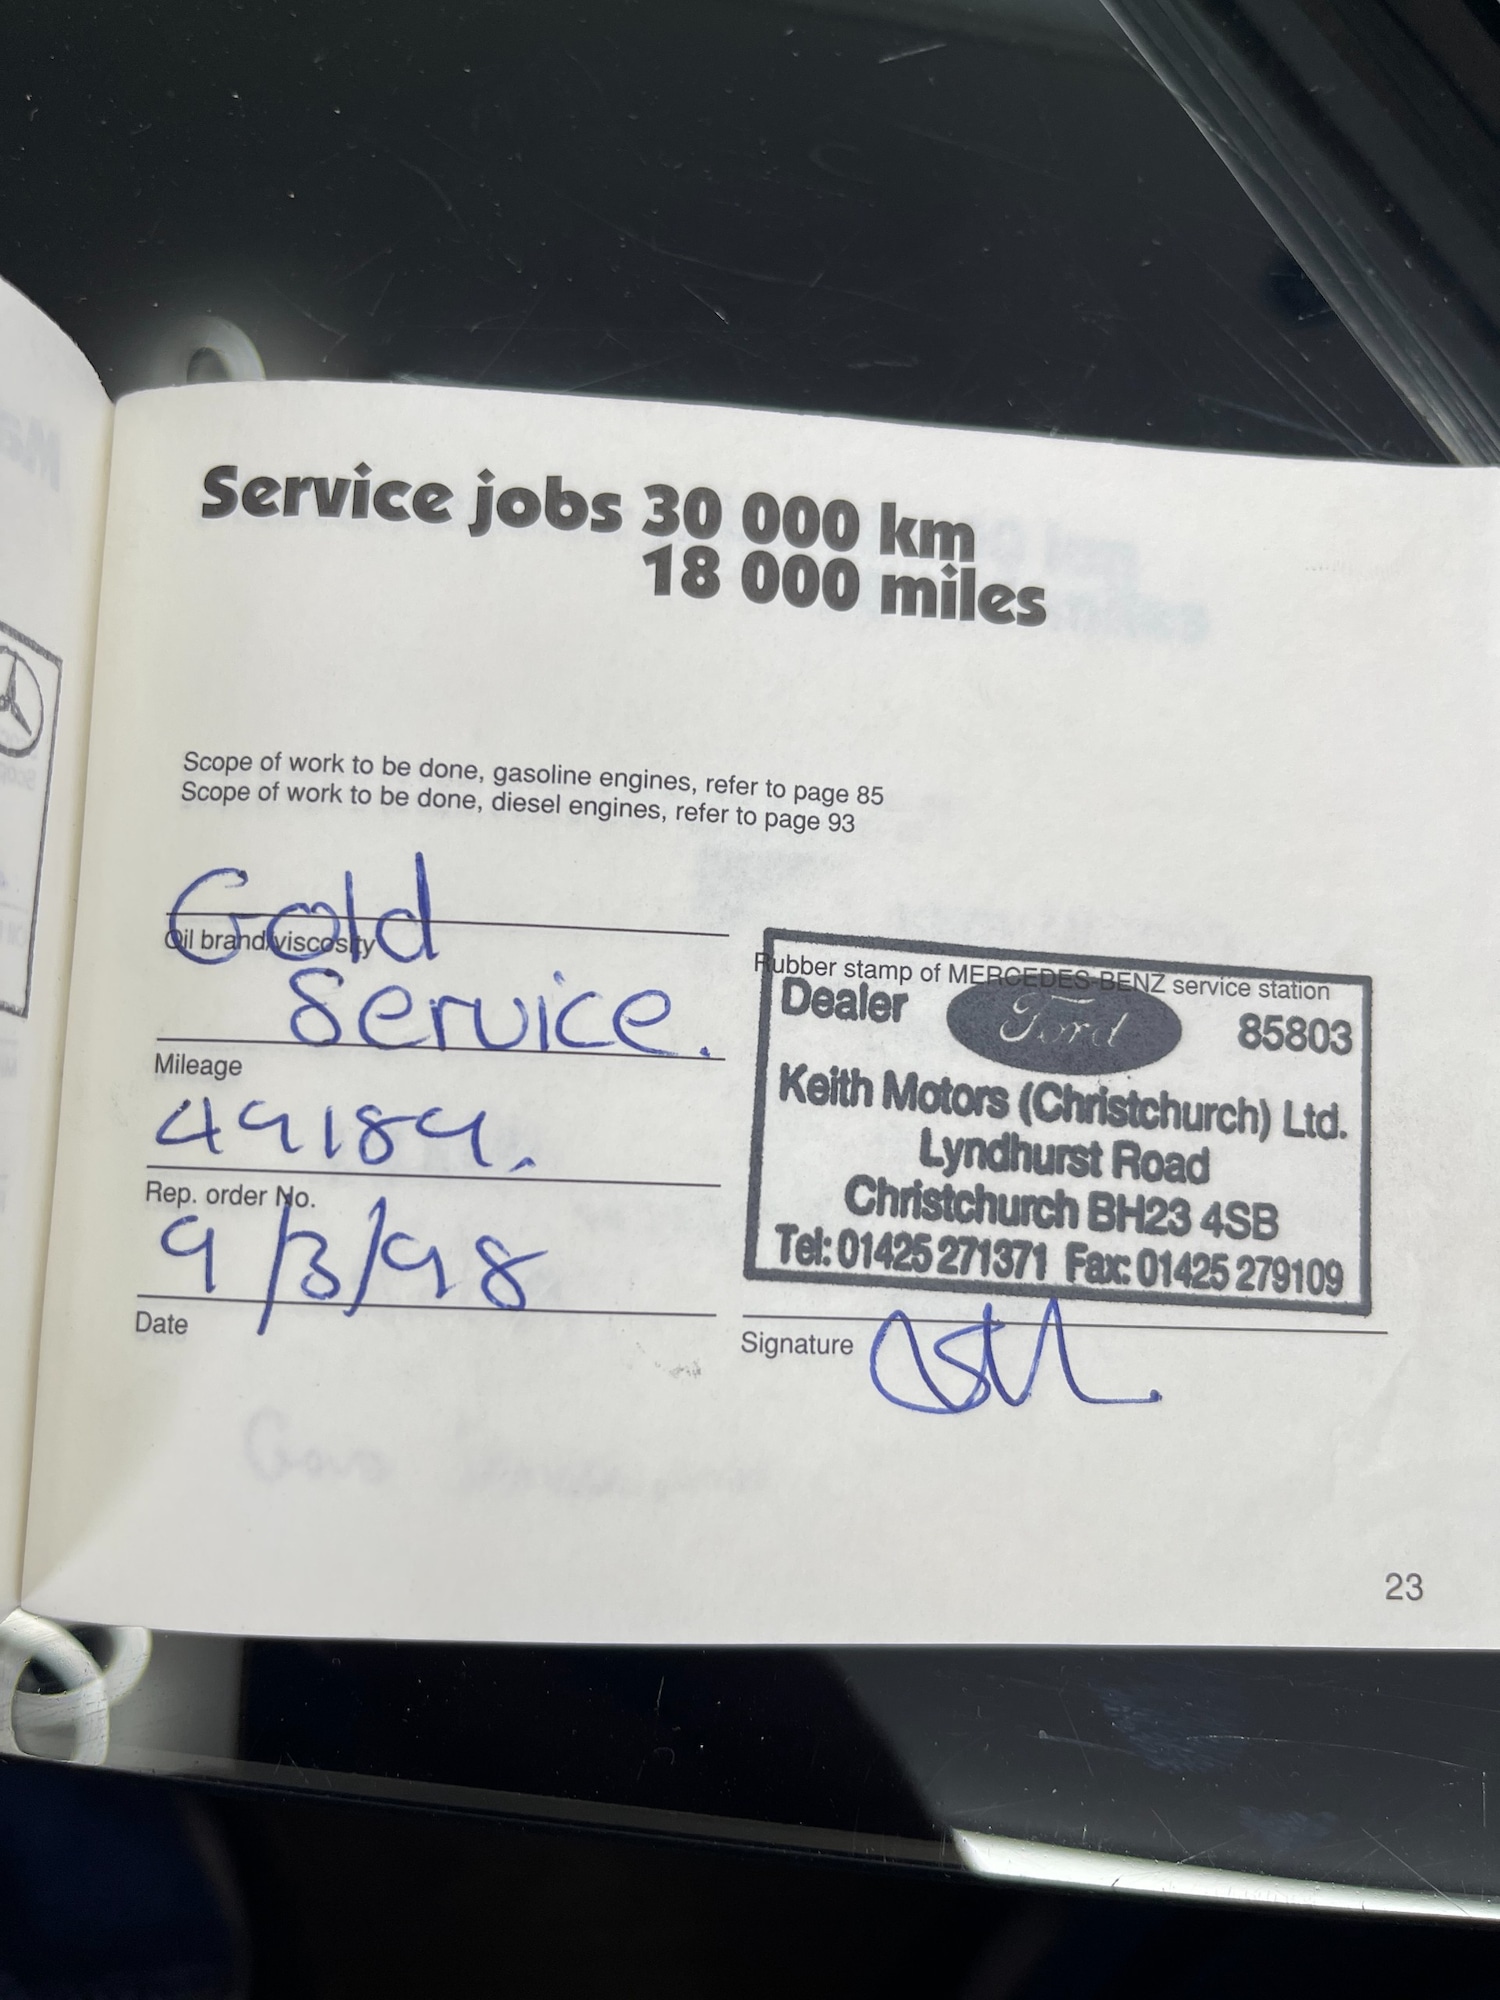 Service jobs 30 000 km
18 000 miles
Scope of work to be done, gasoline engines, refer to page 85
Scope of work to be done, diesel engines, refer to page 93
Gold
Oil brand/viscosity
Service.
Mileage
49189.
Rep. order No.
9/3/98
Date
Rubber stamp of MERCEDES-BENZ service station
Dealer Ford 85803
Keith Motors (Christchurch) Ltd.
Lyndhurst Road
Christchurch BH23 4SB
Tel: 01425 271371 Fax: 01425 279109
Signature
23